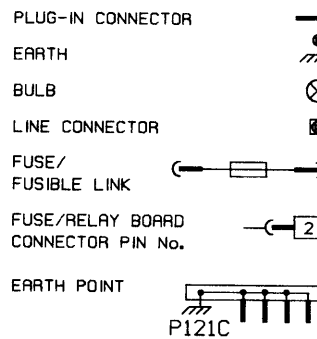 PLUG-IN CONNECTOR
EARTH
BULB
LINE CONNECTOR
FUSE/
FUSIBLE LINK
FUSE/RELAY BOARD
CONNECTOR PIN No.
2
EARTH POINT
P121C